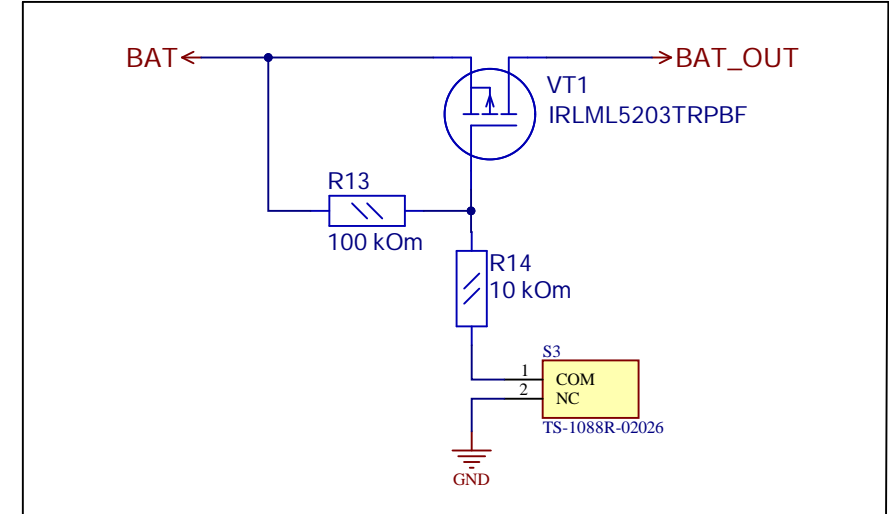 BAT
BAT_OUT
VT1
IRLML5203TRPBF
R13
100 kOm
R14
10 kOm
S3
1
COM
2
NC
TS-1088R-02026
GND